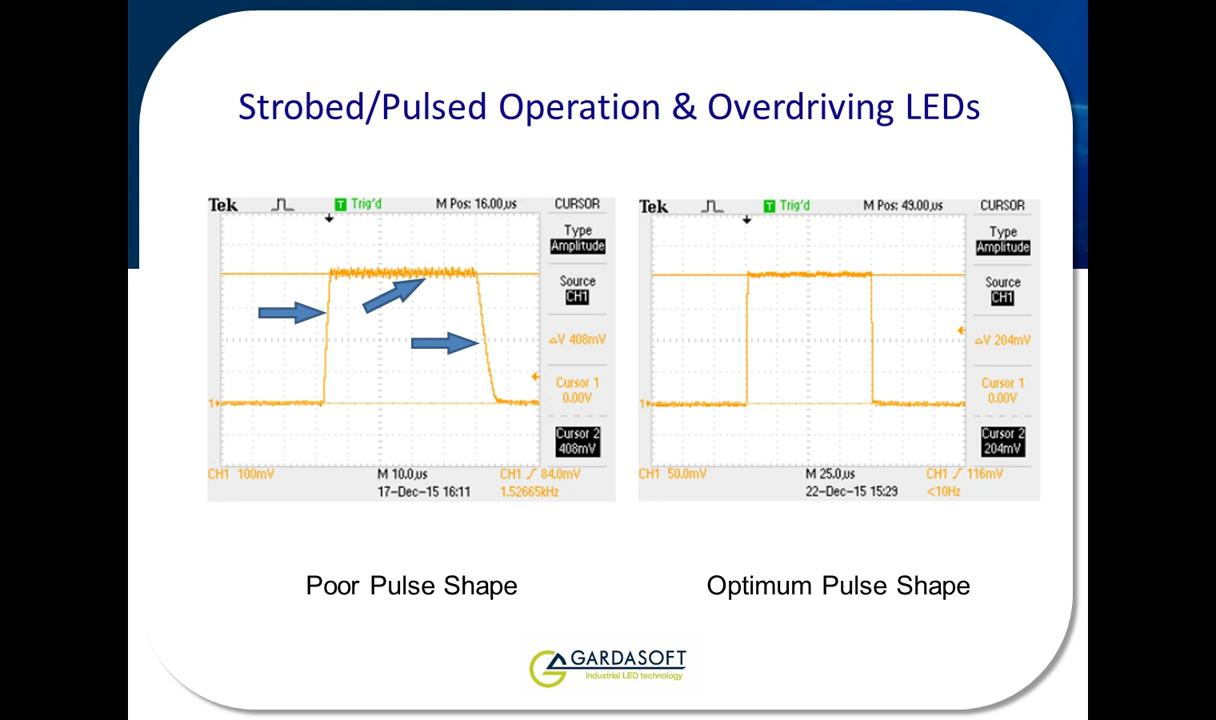 Strobed/Pulsed Operation & Overdriving LEDs
Tek T Trig'd M Pos: 16.00µs CURSOR
Type
Amplitude
Source
CH1
△V 408mV
Cursor 1
0.00V
1
Cursor 2
408mV
CH1 100mV M 10.0µs CH1 84.0mV
17-Dec-15 16:11 1.52665kHz
Tek T Trig'd M Pos: 49.00µs CURSOR
Type
Amplitude
Source
CH1
△V 204mV
Cursor 1
0.00V
1
Cursor 2
204mV
CH1 50.0mV M 25.0µs CH1 116mV
22-Dec-15 15:29 <10Hz
Poor Pulse Shape
Optimum Pulse Shape
GARDASOFT
Industrial LED technology